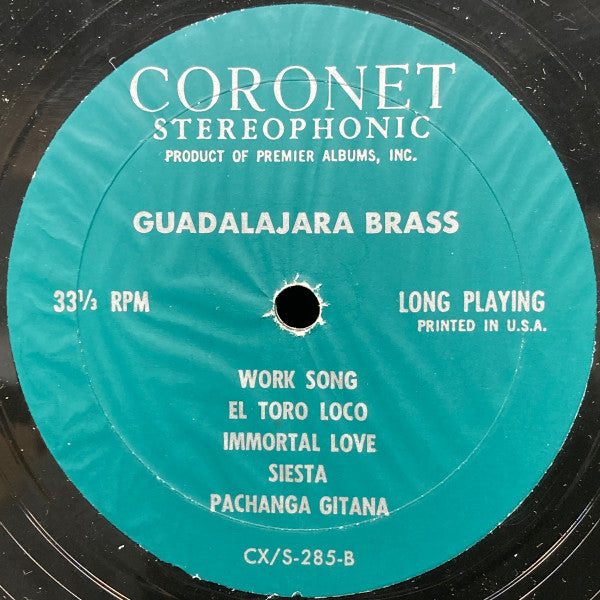 CORONET
STEREOPHONIC
PRODUCT OF PREMIER ALBUMS, INC.
GUADALAJARA BRASS
33⅓ RPM
LONG PLAYING
PRINTED IN U.S.A.
WORK SONG
EL TORO LOCO
IMMORTAL LOVE
SIESTA
PACHANGA GITANA
CX/S-285-B